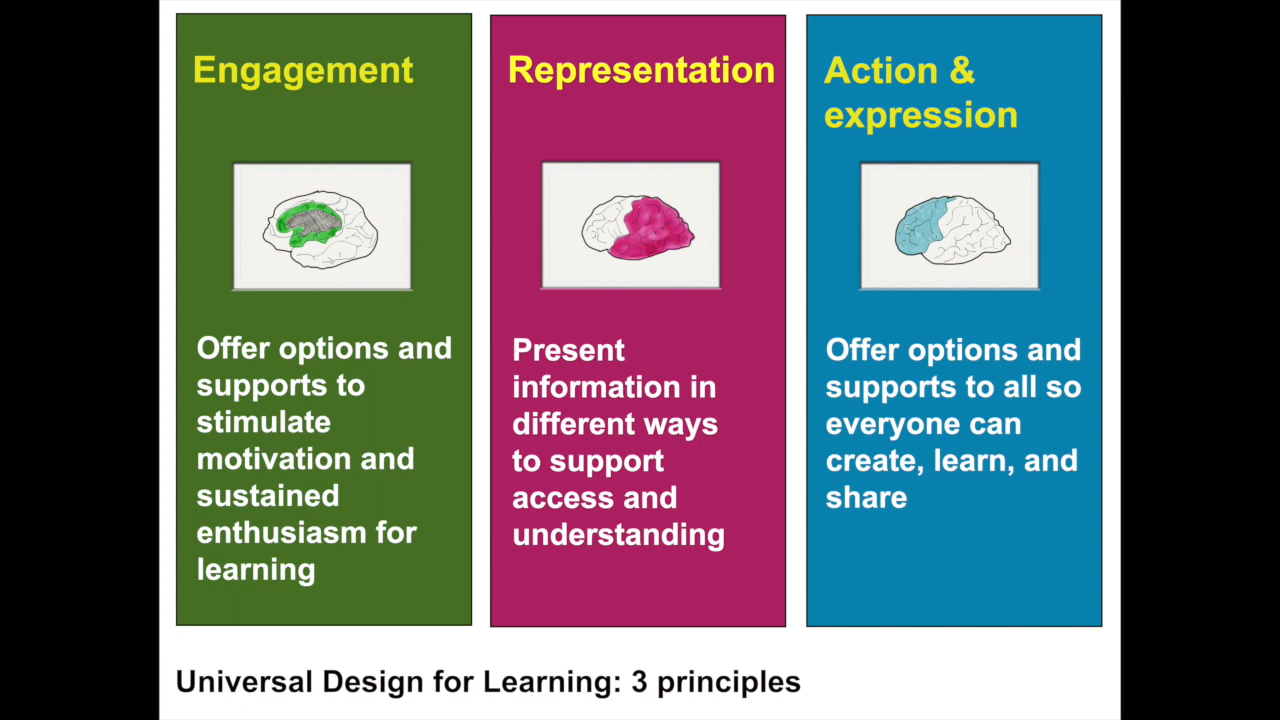 Engagement
Offer options and
supports to
stimulate
motivation and
sustained
enthusiasm for
learning
Representation
Present
information in
different ways
to support
access and
understanding
Action &
expression
Offer options and
supports to all so
everyone can
create, learn, and
share
Universal Design for Learning: 3 principles